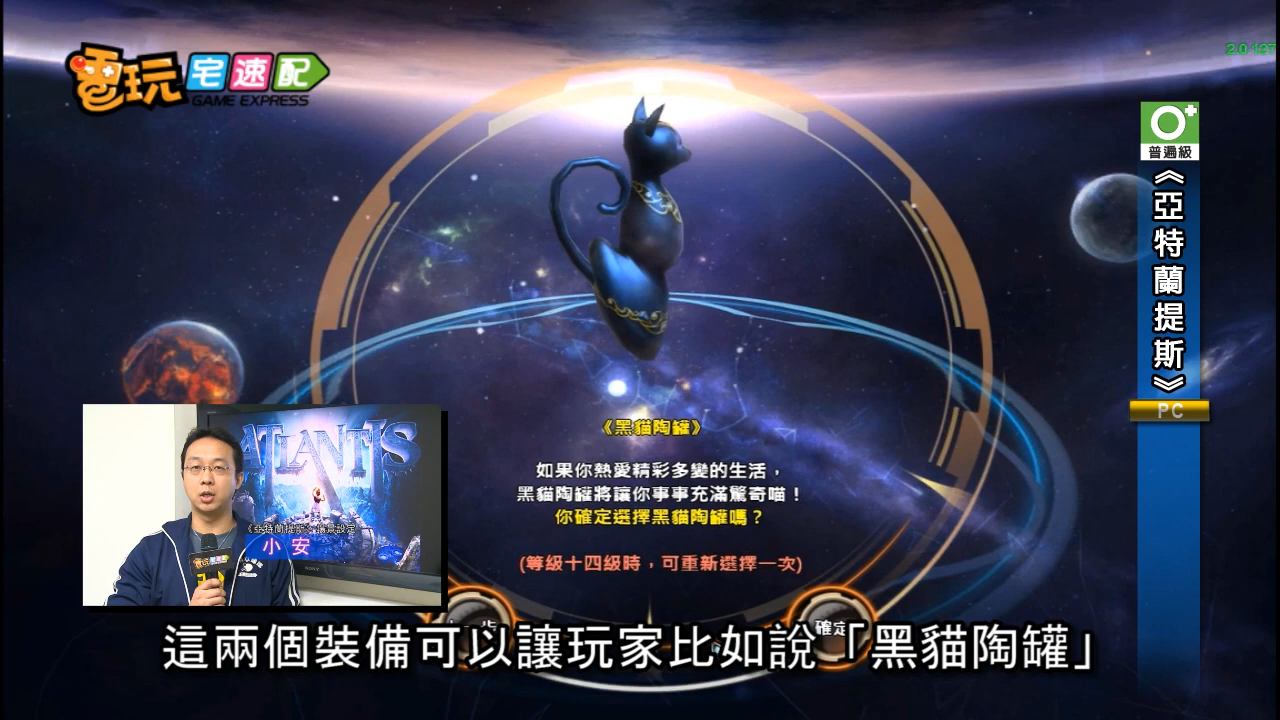 電玩宅速配
GAME EXPRESS
普遍級
《亞特蘭提斯》
PC
《黑貓陶罐》
如果你熱愛精彩多變的生活，
黑貓陶罐將讓你事事充滿驚奇喵！
你確定選擇黑貓陶罐嗎？
(等級十四級時，可重新選擇一次)
ATLANTIS
小安
SONY
確定
這兩個裝備可以讓玩家比如說「黑貓陶罐」